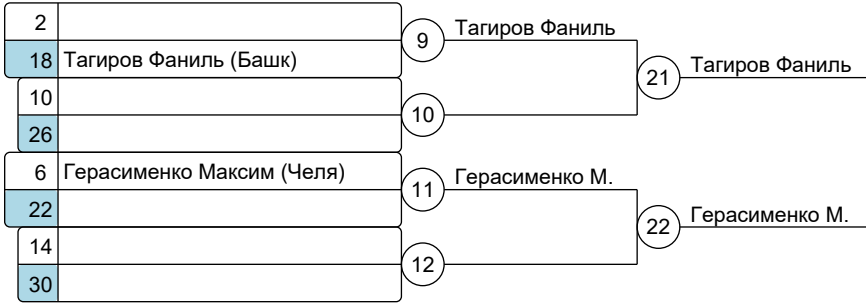 2
18 Тагиров Фаниль (Башк)
9 Тагиров Фаниль
10
26
10
21 Тагиров Фаниль
6 Герасименко Максим (Челя)
22
11 Герасименко М.
14
30
12
22 Герасименко М.